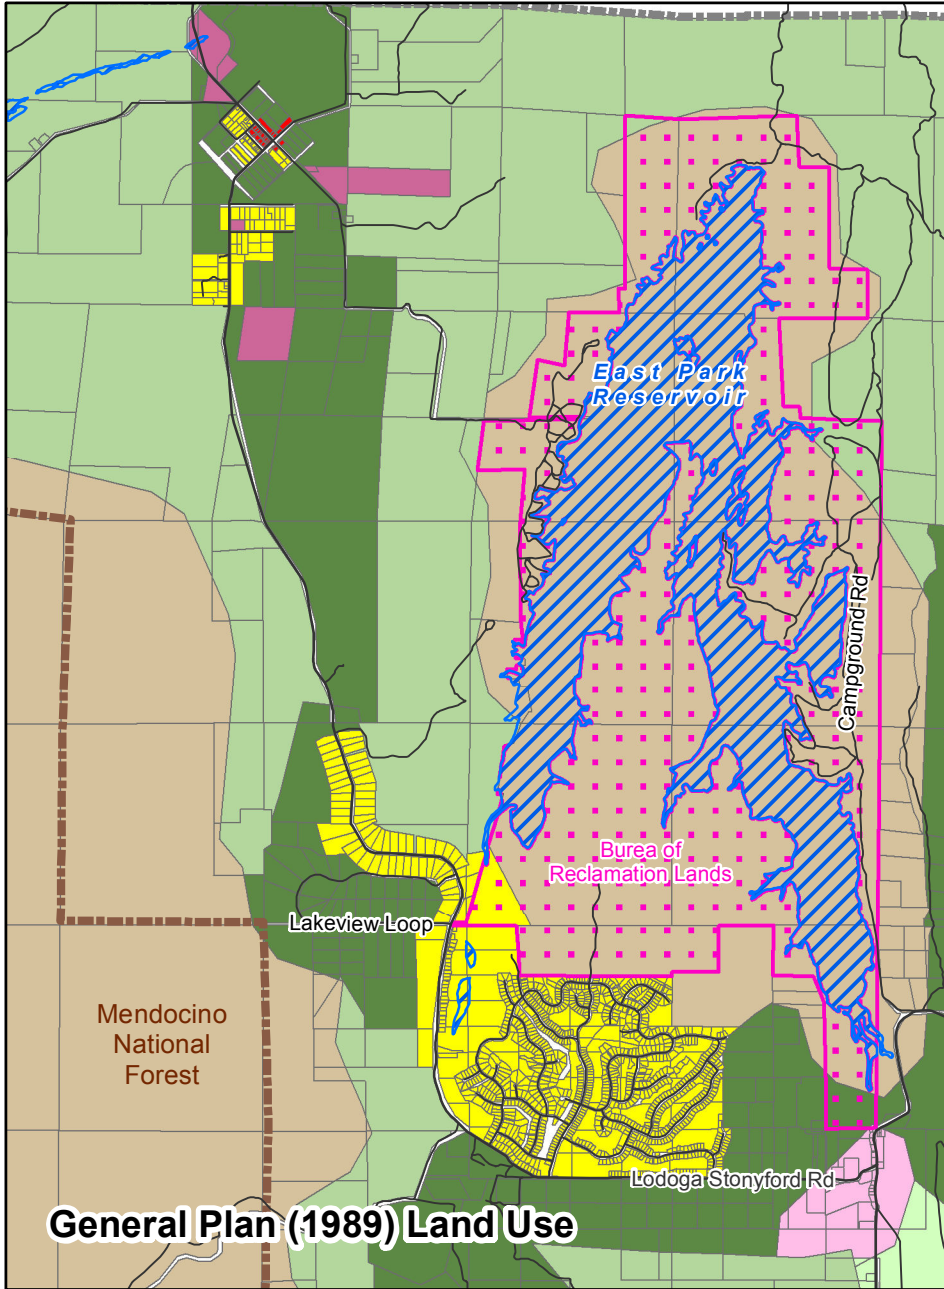 East Park
Reservoir
Campground Rd
Burea of
Reclamation Lands
Lakeview Loop
Mendocino
National
Forest
Lodoga Stonyford Rd
General Plan (1989) Land Use